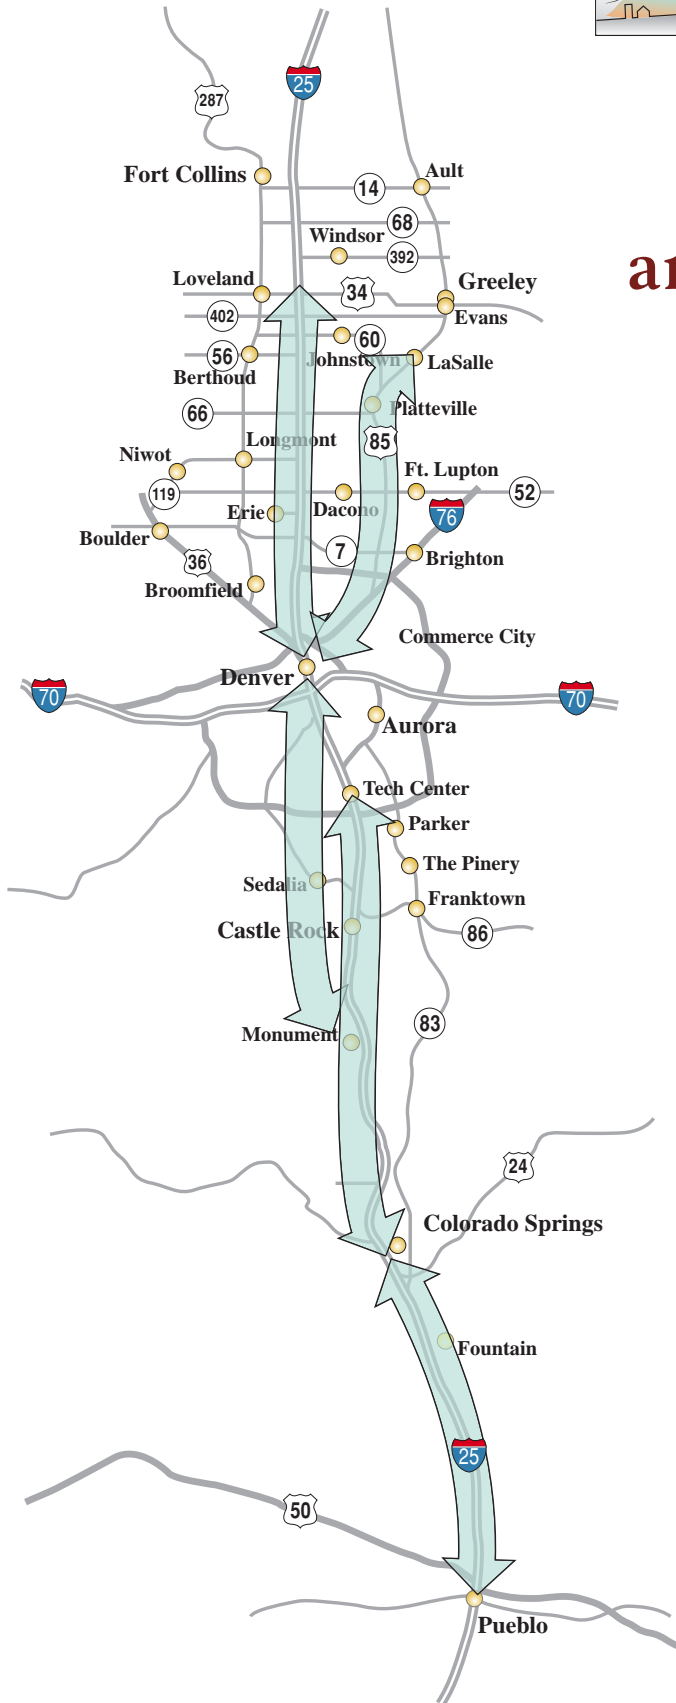 25
287
Fort Collins
Ault
14
68
Windsor
392
Loveland
34
Greeley
402
Evans
60
Johnstown
56
LaSalle
Berthoud
66
Platteville
85
Longmont
Niwot
Ft. Lupton
119
52
Erie
Dacono
76
Boulder
7
36
Brighton
Broomfield
Commerce City
Denver
70
70
Aurora
Tech Center
Parker
The Pinery
Sedalia
Franktown
Castle Rock
86
83
Monument
24
Colorado Springs
Fountain
25
50
Pueblo